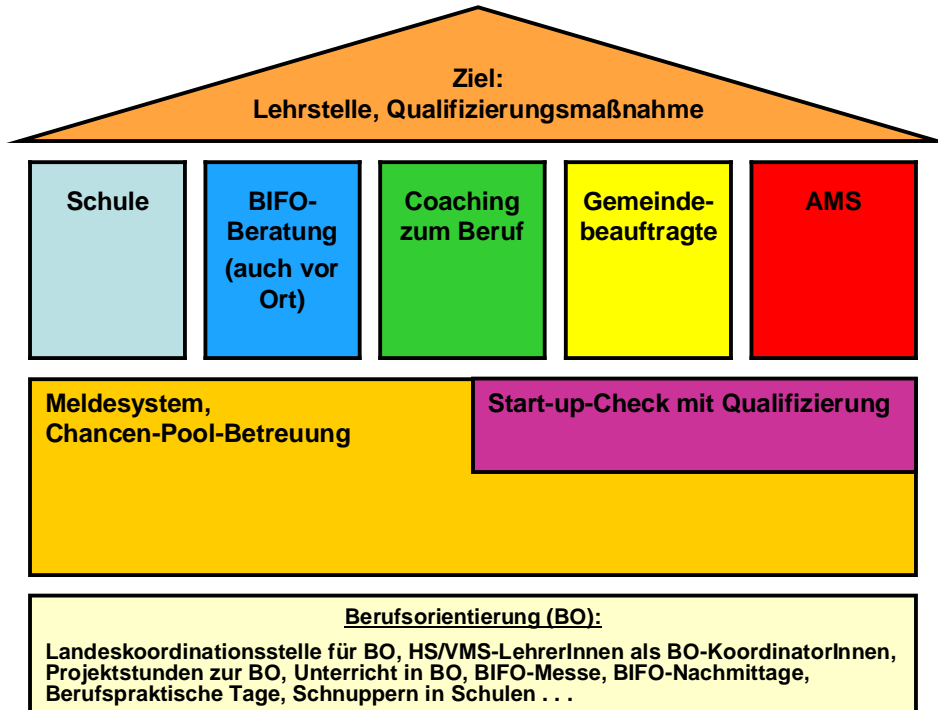 Ziel:
Lehrstelle, Qualifizierungsmaßnahme
Schule
BIFO-
Beratung
(auch vor
Ort)
Coaching
zum Beruf
Gemeinde-
beauftragte
AMS
Meldesystem,
Chancen-Pool-Betreuung
Start-up-Check mit Qualifizierung
Berufsorientierung (BO):
Landeskoordinationsstelle für BO, HS/VMS-LehrerInnen als BO-KoordinatorInnen,
Projektstunden zur BO, Unterricht in BO, BIFO-Messe, BIFO-Nachmittage,
Berufspraktische Tage, Schnuppern in Schulen . . .